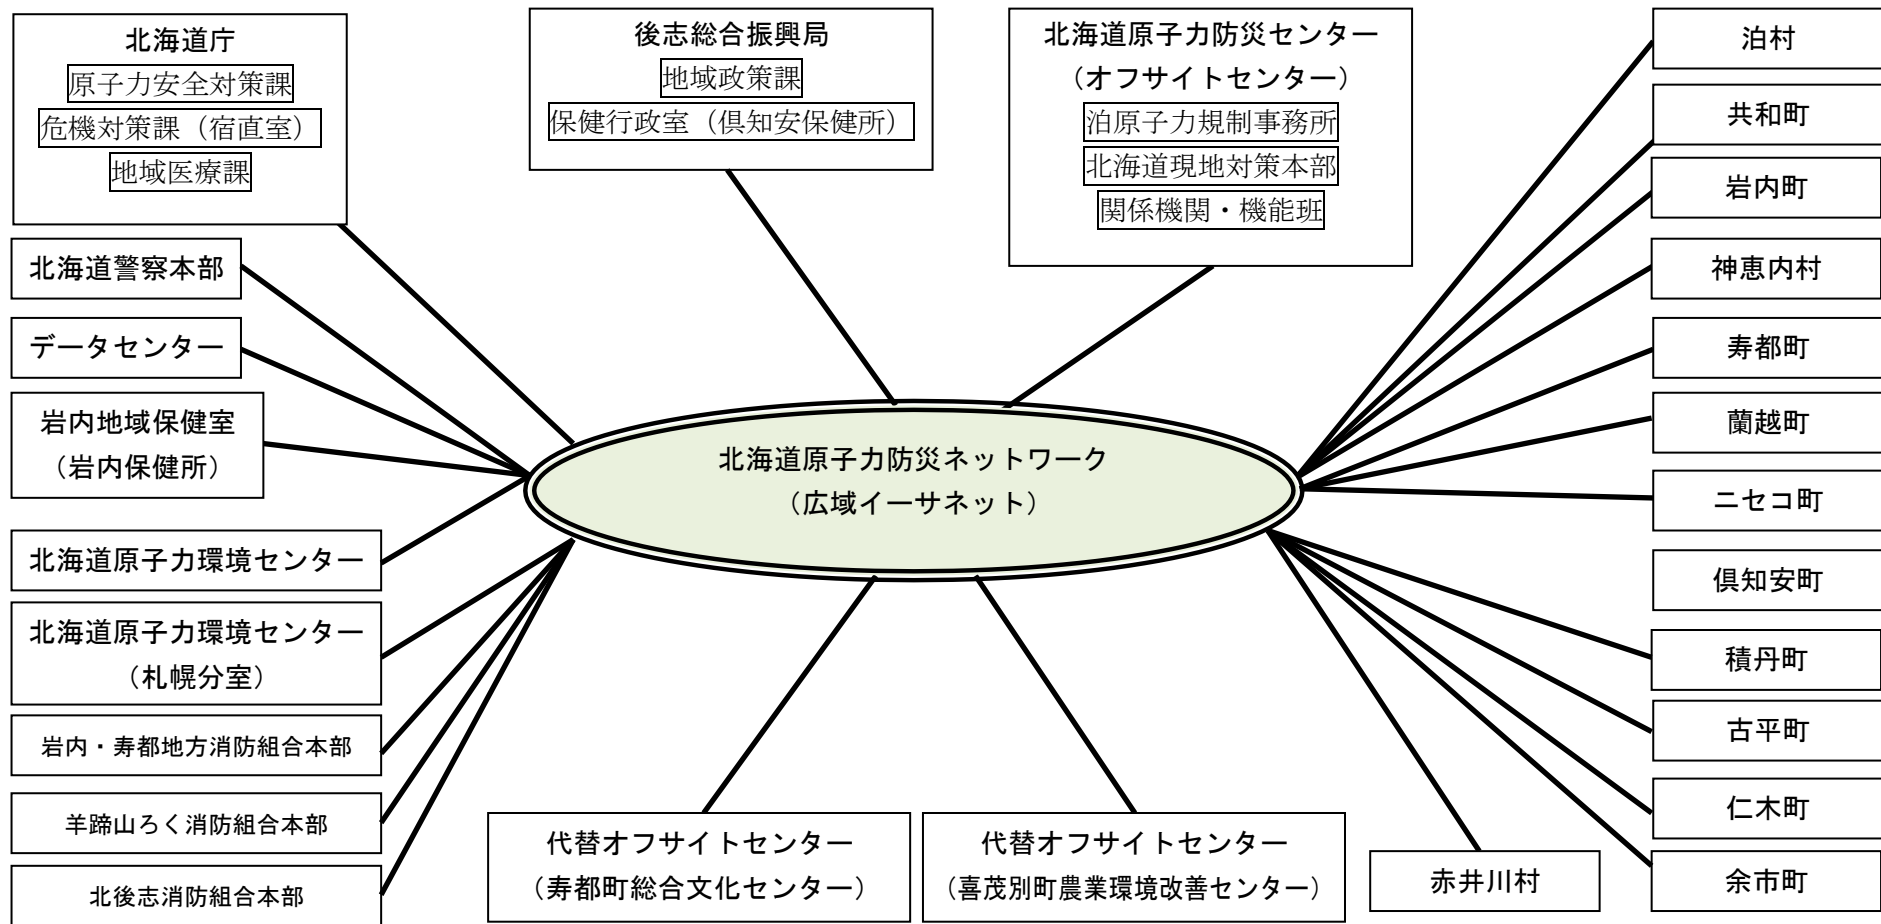 北海道庁
原子力安全対策課
危機対策課（宿直室）
地域医療課
後志総合振興局
地域政策課
保健行政室（倶知安保健所）
北海道原子力防災センター
（オフサイトセンター）
泊原子力規制事務所
北海道現地対策本部
関係機関・機能班
北海道警察本部
データセンター
岩内地域保健室
（岩内保健所）
北海道原子力環境センター
北海道原子力環境センター
（札幌分室）
岩内・寿都地方消防組合本部
羊蹄山ろく消防組合本部
北後志消防組合本部
北海道原子力防災ネットワーク
（広域イーサネット）
代替オフサイトセンター
（寿都町総合文化センター）
代替オフサイトセンター
（喜茂別町農業環境改善センター）
泊村
共和町
岩内町
神恵内村
寿都町
蘭越町
ニセコ町
倶知安町
積丹町
古平町
仁木町
余市町
赤井川村